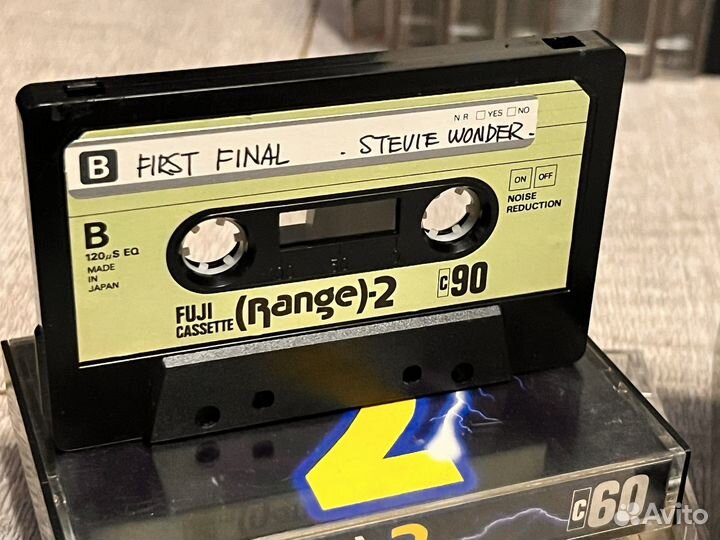 N R □ YES □ NO
B FIRST FINAL - STEVIE WONDER -
B
120µS EQ
MADE
IN
JAPAN
ON OFF
NOISE
REDUCTION
FUJI
CASSETTE
(Range)-2
C90
2
C60
Avito